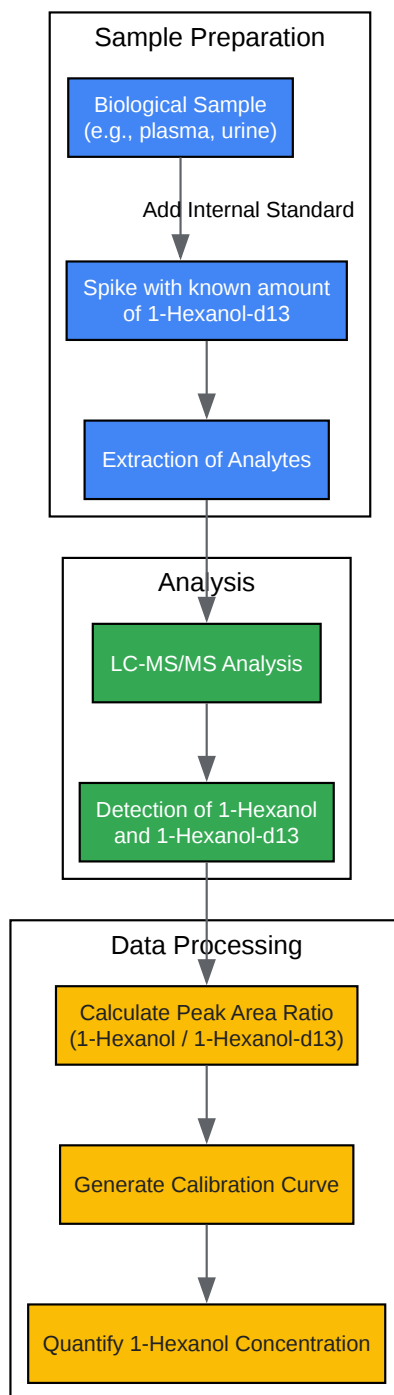 Sample Preparation
Biological Sample
(e.g., plasma, urine)
Add Internal Standard
Spike with known amount
of 1-Hexanol-d13
Extraction of Analytes
Analysis
LC-MS/MS Analysis
Detection of 1-Hexanol
and 1-Hexanol-d13
Data Processing
Calculate Peak Area Ratio
(1-Hexanol / 1-Hexanol-d13)
Generate Calibration Curve
Quantify 1-Hexanol Concentration